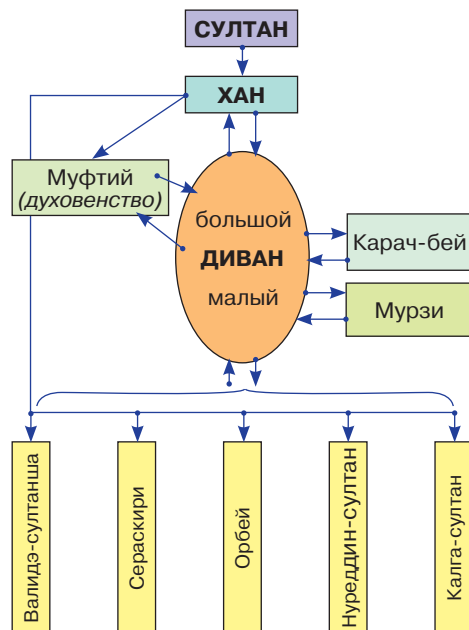 СУЛТАН
ХАН
Муфтий
(духовенство)
большой
ДИВАН
малый
Карач-бей
Мурзи
Валидэ-султанша
Сераскири
Орбей
Нуреддин-султан
Калга-султан